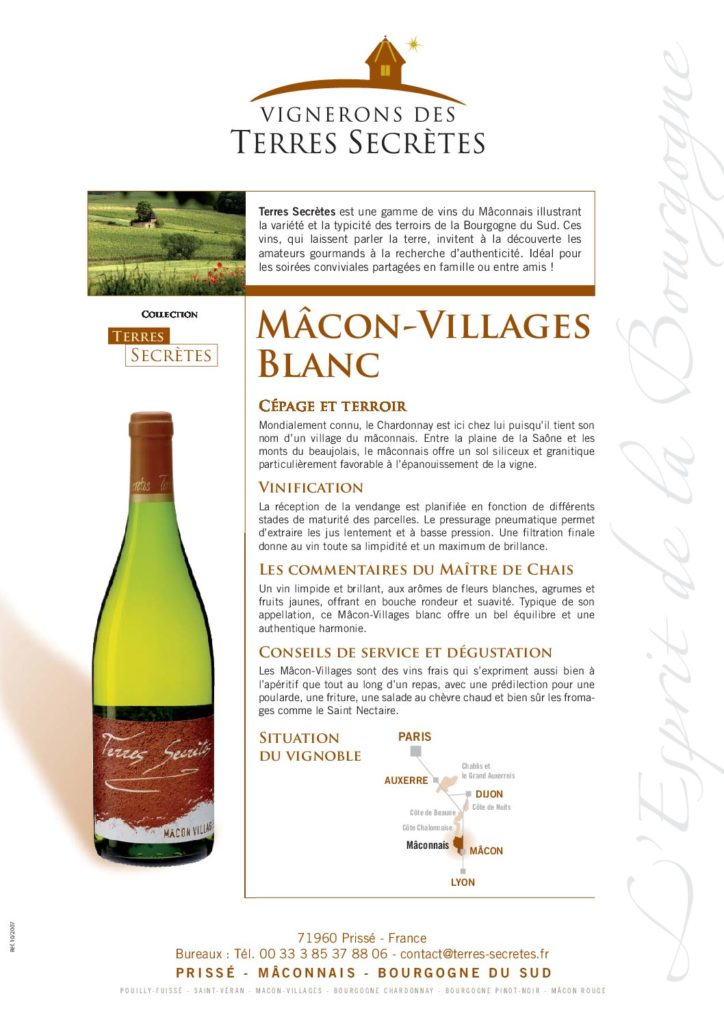 VIGNERONS DES
TERRES SECRÈTES
Terres Secrètes est une gamme de vins du Mâconnais illustrant
la variété et la typicité des terroirs de la Bourgogne du Sud. Ces
vins, qui laissent parler la terre, invitent à la découverte les
amateurs gourmands à la recherche d'authenticité. Idéal pour
les soirées conviviales partagées en famille ou entre amis !
COLLECTION
TERRES
SECRÈTES
MÂCON-VILLAGES
BLANC
CÉPAGE ET TERROIR
Mondialement connu, le Chardonnay est ici chez lui puisqu'il tient son
nom d'un village du mâconnais. Entre la plaine de la Saône et les
monts du beaujolais, le mâconnais offre un sol siliceux et granitique
particulièrement favorable à l'épanouissement de la vigne.
VINIFICATION
La réception de la vendange est planifiée en fonction de différents
stades de maturité des parcelles. Le pressurage pneumatique permet
d'extraire les jus lentement et à basse pression. Une filtration finale
donne au vin toute sa limpidité et un maximum de brillance.
LES COMMENTAIRES DU MAÎTRE DE CHAIS
Un vin limpide et brillant, aux arômes de fleurs blanches, agrumes et
fruits jaunes, offrant en bouche rondeur et suavité. Typique de son
appellation, ce Mâcon-Villages blanc offre un bel équilibre et une
authentique harmonie.
CONSEILS DE SERVICE ET DÉGUSTATION
Les Mâcon-Villages sont des vins frais qui s'expriment aussi bien à
l'apéritif que tout au long d'un repas, avec une prédilection pour une
poularde, une friture, une salade au chèvre chaud et bien sûr les froma-
ges comme le Saint Nectaire.
SITUATION
DU VIGNOBLE
PARIS
Chablis et
le Grand Auxerrois
AUXERRE
DIJON
Côte de Nuits
Côte de Beaune
Côte Chalonnaise
Mâconnais
MÂCON
LYON
Terres Secrètes
MÂCON VILLAG
L'Esprit de la Bourgogne
Réf.10/2007
71960 Prissé - France
Bureaux : Tél. 00 33 3 85 37 88 06 - contact@terres-secretes.fr
PRISSÉ - MÂCONNAIS - BOURGOGNE DU SUD
POUILLY-FUISSÉ - SAINT-VÉRAN - MACON-VILLAGES - BOURGOGNE CHARDONNAY - BOURGOGNE PINOT-NOIR - MÂCON ROUGE